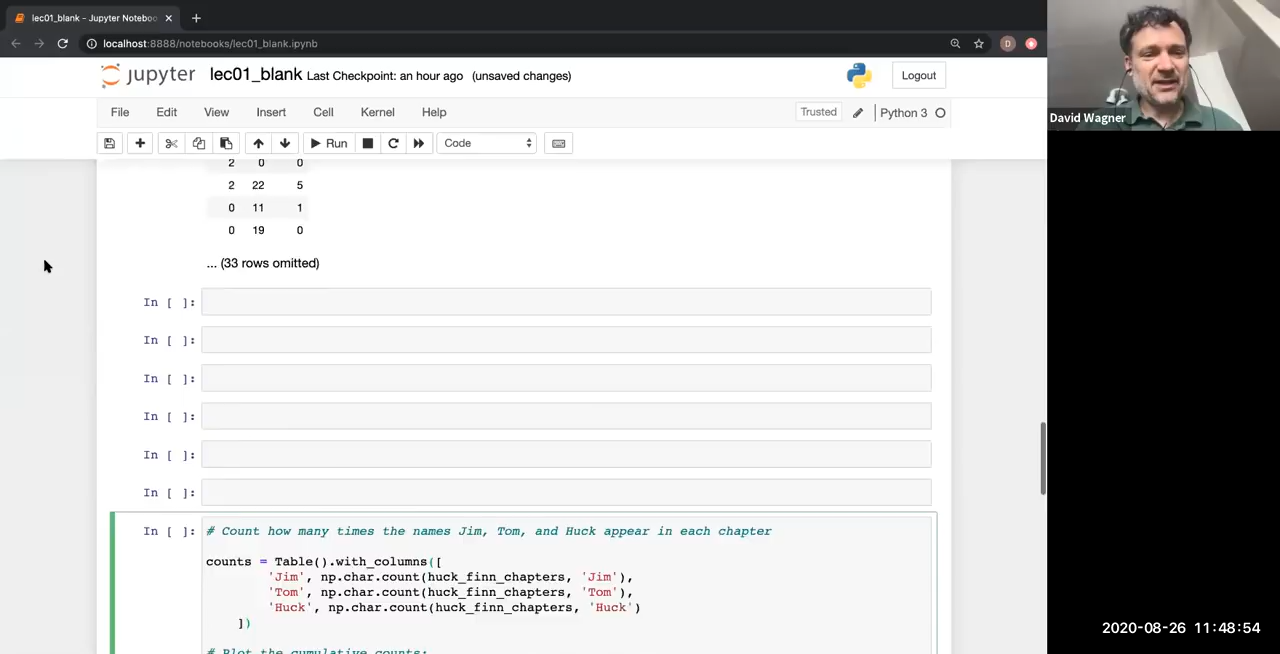 lec01_blank - Jupyter Noteboo
localhost:8888/notebooks/lec01_blank.ipynb
D
jupyter lec01_blank Last Checkpoint: an hour ago (unsaved changes)
Logout
File Edit View Insert Cell Kernel Help
Trusted Python 3
Run Code
2 0 0
2 22 5
0 11 1
0 19 0
... (33 rows omitted)
In [ ]:
In [ ]:
In [ ]:
In [ ]:
In [ ]:
In [ ]:
In [ ]: # Count how many times the names Jim, Tom, and Huck appear in each chapter
counts = Table().with_columns([
'Jim', np.char.count(huck_finn_chapters, 'Jim'),
'Tom', np.char.count(huck_finn_chapters, 'Tom'),
'Huck', np.char.count(huck_finn_chapters, 'Huck')
])
# Plot the cumulative counts:
David Wagner
2020-08-26 11:48:54